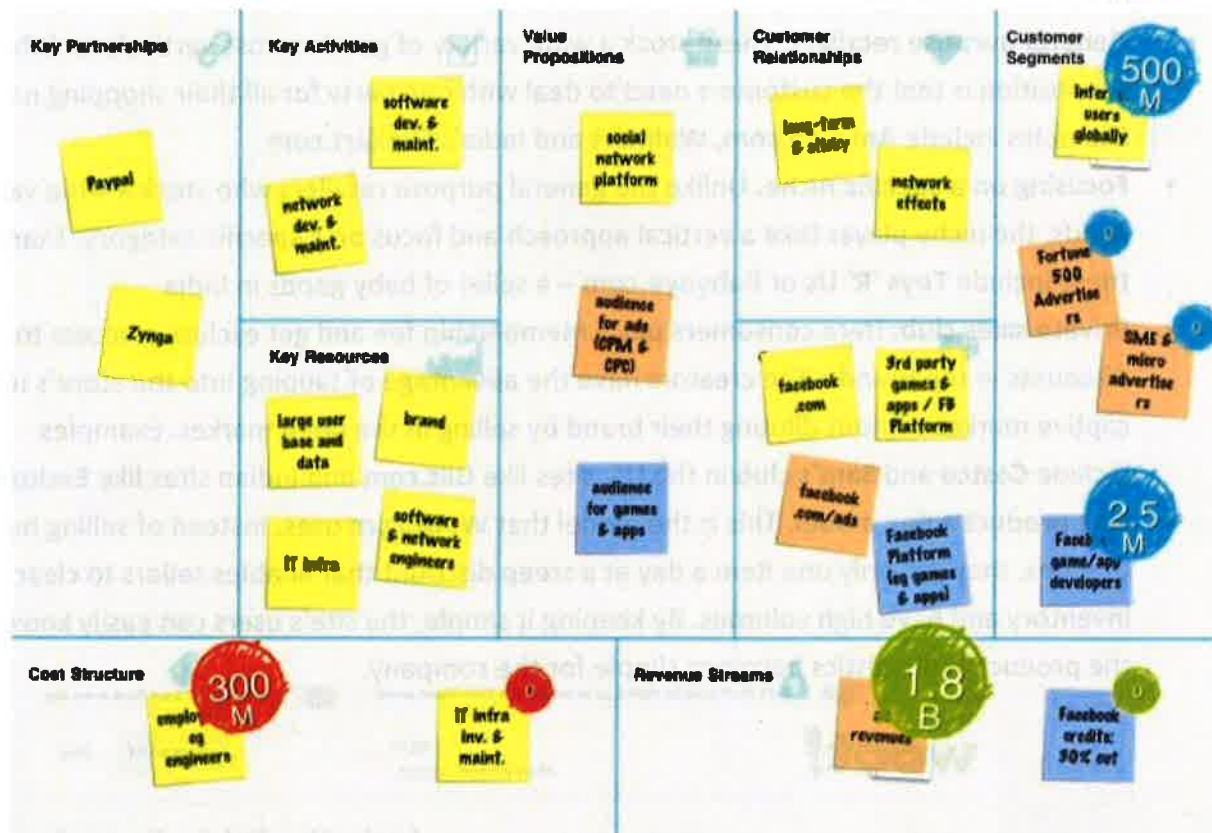 Key Partnerships
Paypal
Zynga
Key Activities
software
dev. &
maint.
network
dev. &
maint.
Key Resources
large user
base and
data
brand
IT infra
software
& network
engineers
Value
Propositions
social
network
platform
audience
for ads
(CPM &
CPC)
audience
for games
& apps
Customer
Relationships
long-term
& sticky
network
effects
facebook
.com
3rd party
games &
apps / FB
Platform
facebook
.com/ads
Facebook
Platform
(eg games
& apps)
Customer
Segments
500
M
users
globally
0
Fortune
500
Advertise
rs
0
SME &
micro
advertise
rs
2.5
M
game/app
developers
Cost Structure
300
M
eg
engineers
0
IT infra
inv. &
maint.
Revenue Streams
1.8
B
revenues
0
Facebook
credits:
30% cut